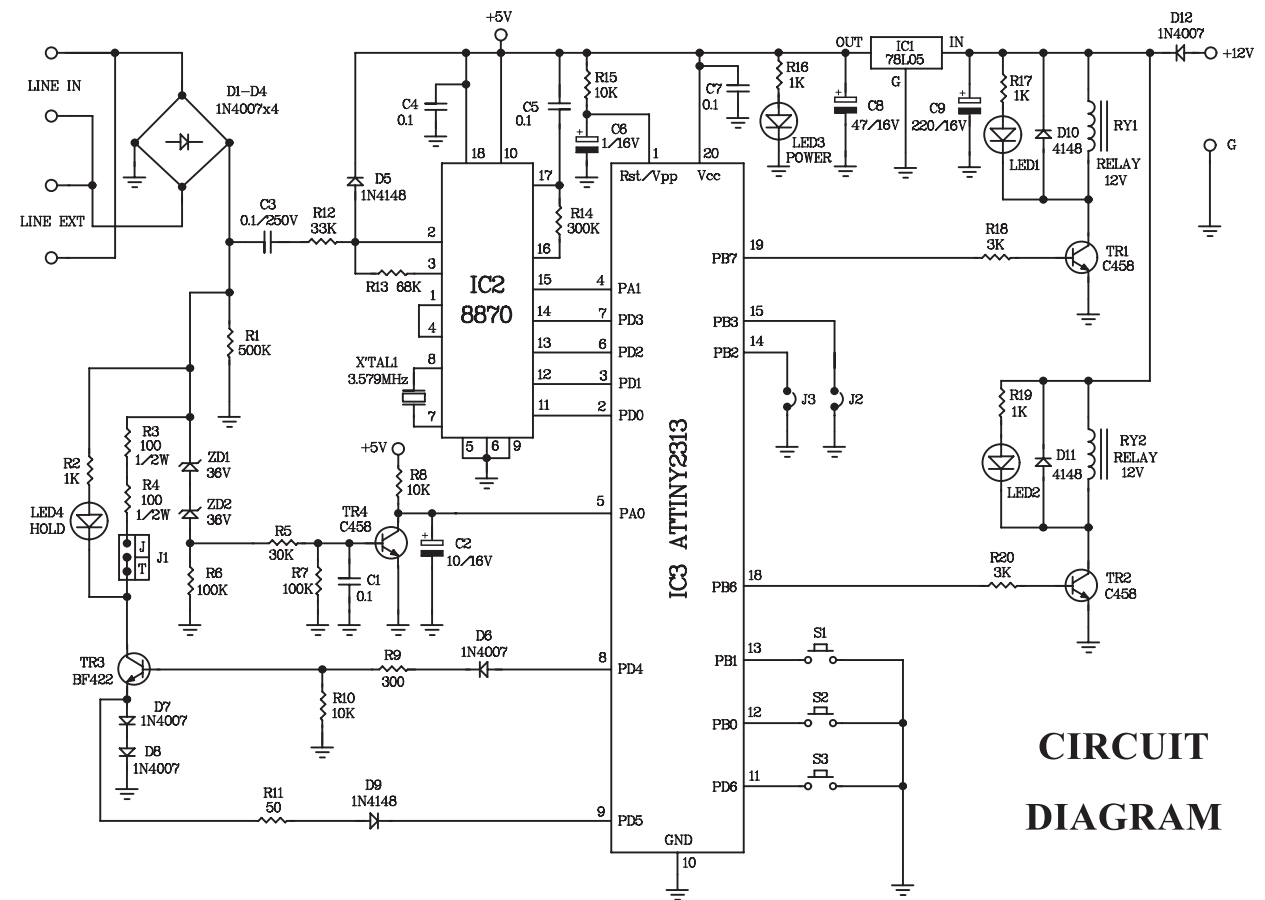 +5V
D12
1N4007
+12V
OUT
IC1
78L05
IN
G
LINE IN
D1-D4
1N4007x4
C4
0.1
C5
0.1
R15
10K
C6
+
1/16V
C7
0.1
R16
1K
LED3
POWER
+
C8
47/16V
+
C9
220/16V
R17
1K
LED1
D10
4148
RY1
RELAY
12V
G
18
10
1
20
Rst/Vpp
Vcc
LINE EXT
C3
0.1/250V
R12
33K
D5
1N4148
17
R14
300K
2
3
R13 68K
16
1
4
IC2
8870
15
4
PA1
14
7
PD3
13
6
PD2
12
3
PD1
11
2
PD0
8
X'TAL1
3.579MHz
7
5
6
9
19
PB7
R18
3K
TR1
C458
15
PB3
14
PB2
J3
J2
R1
500K
R2
1K
R3
100
1/2W
R4
100
1/2W
ZD1
36V
ZD2
36V
LED4
HOLD
J
T
J1
R5
30K
R6
100K
R7
100K
C1
0.1
+5V
R8
10K
TR4
C458
+
C2
10/16V
5
PA0
IC3 ATTINY2313
R19
1K
LED2
D11
4148
RY2
RELAY
12V
18
PB6
R20
3K
TR2
C458
TR3
BF422
R9
300
D6
1N4007
8
PD4
R10
10K
D7
1N4007
D8
1N4007
R11
50
D9
1N4148
9
PD5
13
PB1
S1
12
PB0
S2
11
PD6
S3
GND
10
CIRCUIT
DIAGRAM